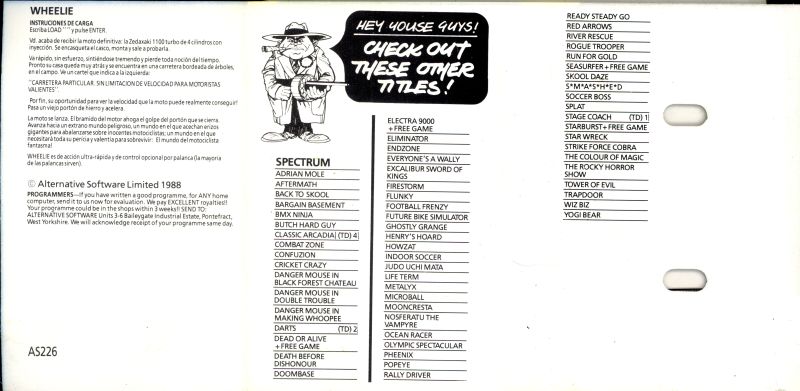 WHEELIE
INSTRUCIONES DE CARGA
Escriba LOAD "" "" y pulse ENTER.
Vd. acaba de recibir la moto definitiva: la Zedaxaki 1100 turbo de 4 cilindros con
inyección. Se encasqueta el casco, monta y sale a probarla.
Va rápido, sin esfuerzo, sintiéndose tremendo y pierde toda noción del tiempo.
Pronto su casa queda muy atrás y se encuentra en una carretera bordeada de árboles,
en el campo. Ve un cartel que indica a la izquierda:
"CARRETERA PARTICULAR. SIN LIMITACION DE VELOCIDAD PARA MOTORISTAS
VALIENTES".
Por fin, su oportunidad para ver la velocidad que la moto puede realmente conseguir!
Pasa un viejo portón de hierro y acelera.
La moto se lanza. El bramido del motor ahoga el golpe del portón que se cierra.
Avanza hacia un extrano mundo peligroso, un mundo en el que acechan erizos
gigantes para abalanzarse sobre inocentes motociclistas; un mundo en el que
necesitará toda su pericia y valentía para sobrevivir: El mundo del motociclista
fantasma!
WHEELIE es de acción ultra-rápida y de control opcional por palanca (la mayoría
de las palancas sirven).
© Alternative Software Limited 1988
PROGRAMMERS—If you have written a good programme, for ANY home
computer, send it to us now for evaluation. We pay EXCELLENT royalties!!
Your programme could be in the shops within 3 weeks!! SEND TO:
ALTERNATIVE SOFTWARE Units 3-6 Baileygate Industrial Estate, Pontefract,
West Yorkshire. We will acknowledge receipt of your programme same day.
AS226
HEY YOUSE GUYS!
CHECK OUT
THESE OTHER
TITLES!
SPECTRUM
ADRIAN MOLE
AFTERMATH
BACK TO SKOOL
BARGAIN BASEMENT
BMX NINJA
BUTCH HARD GUY
CLASSIC ARCADIA (TD) 4
COMBAT ZONE
CONFUZION
CRICKET CRAZY
DANGER MOUSE IN
BLACK FOREST CHATEAU
DANGER MOUSE IN
DOUBLE TROUBLE
DANGER MOUSE IN
MAKING WHOOPEE
DARTS (TD) 2
DEAD OR ALIVE
+ FREE GAME
DEATH BEFORE
DISHONOUR
DOOMBASE
ELECTRA 9000
+ FREE GAME
ELIMINATOR
ENDZONE
EVERYONE'S A WALLY
EXCALIBUR SWORD OF
KINGS
FIRESTORM
FLUNKY
FOOTBALL FRENZY
FUTURE BIKE SIMULATOR
GHOSTLY GRANGE
HENRY'S HOARD
HOWZAT
INDOOR SOCCER
JUDO UCHI MATA
LIFE TERM
METALYX
MICROBALL
MOONCRESTA
NOSFERATU THE
VAMPYRE
OCEAN RACER
OLYMPIC SPECTACULAR
PHEENIX
POPEYE
RALLY DRIVER
READY STEADY GO
RED ARROWS
RIVER RESCUE
ROGUE TROOPER
RUN FOR GOLD
SEASURFER + FREE GAME
SKOOL DAZE
S*M*A*S*H*E*D
SOCCER BOSS
SPLAT
STAGE COACH (TD) 1
STARBURST + FREE GAME
STAR WRECK
STRIKE FORCE COBRA
THE COLOUR OF MAGIC
THE ROCKY HORROR
SHOW
TOWER OF EVIL
TRAPDOOR
WIZ BIZ
YOGI BEAR